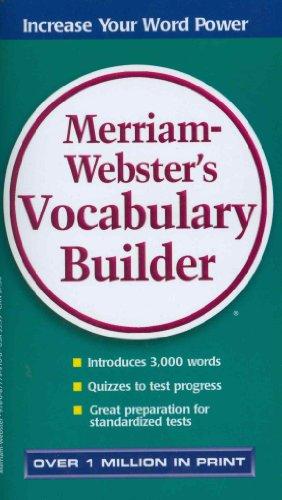 Increase Your Word Power
Merriam-
Webster's
Vocabulary
Builder
®
Introduces 3,000 words
Quizzes to test progress
Great preparation for
standardized tests
OVER 1 MILLION IN PRINT